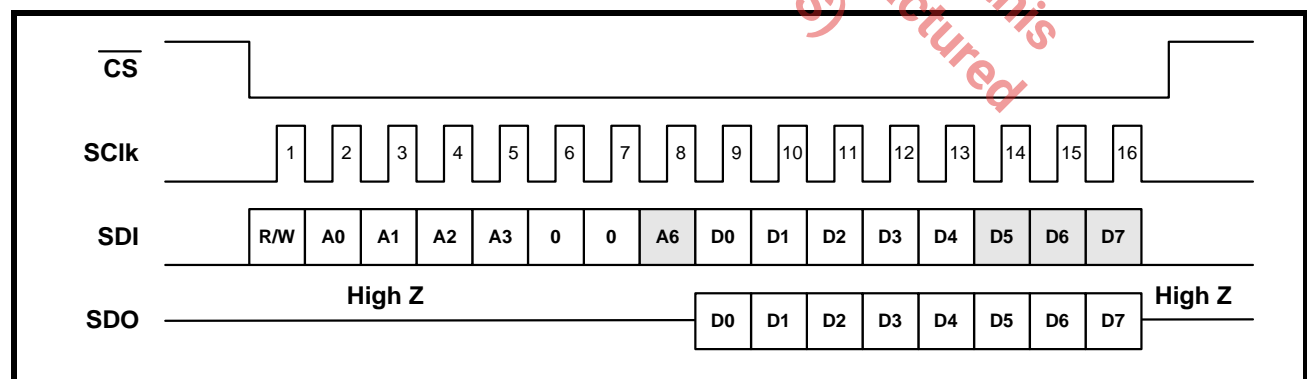 his
s) ctured
CS
SClk 1 2 3 4 5 6 7 8 9 10 11 12 13 14 15 16
SDI R/W A0 A1 A2 A3 0 0 A6 D0 D1 D2 D3 D4 D5 D6 D7
High Z High Z
SDO D0 D1 D2 D3 D4 D5 D6 D7